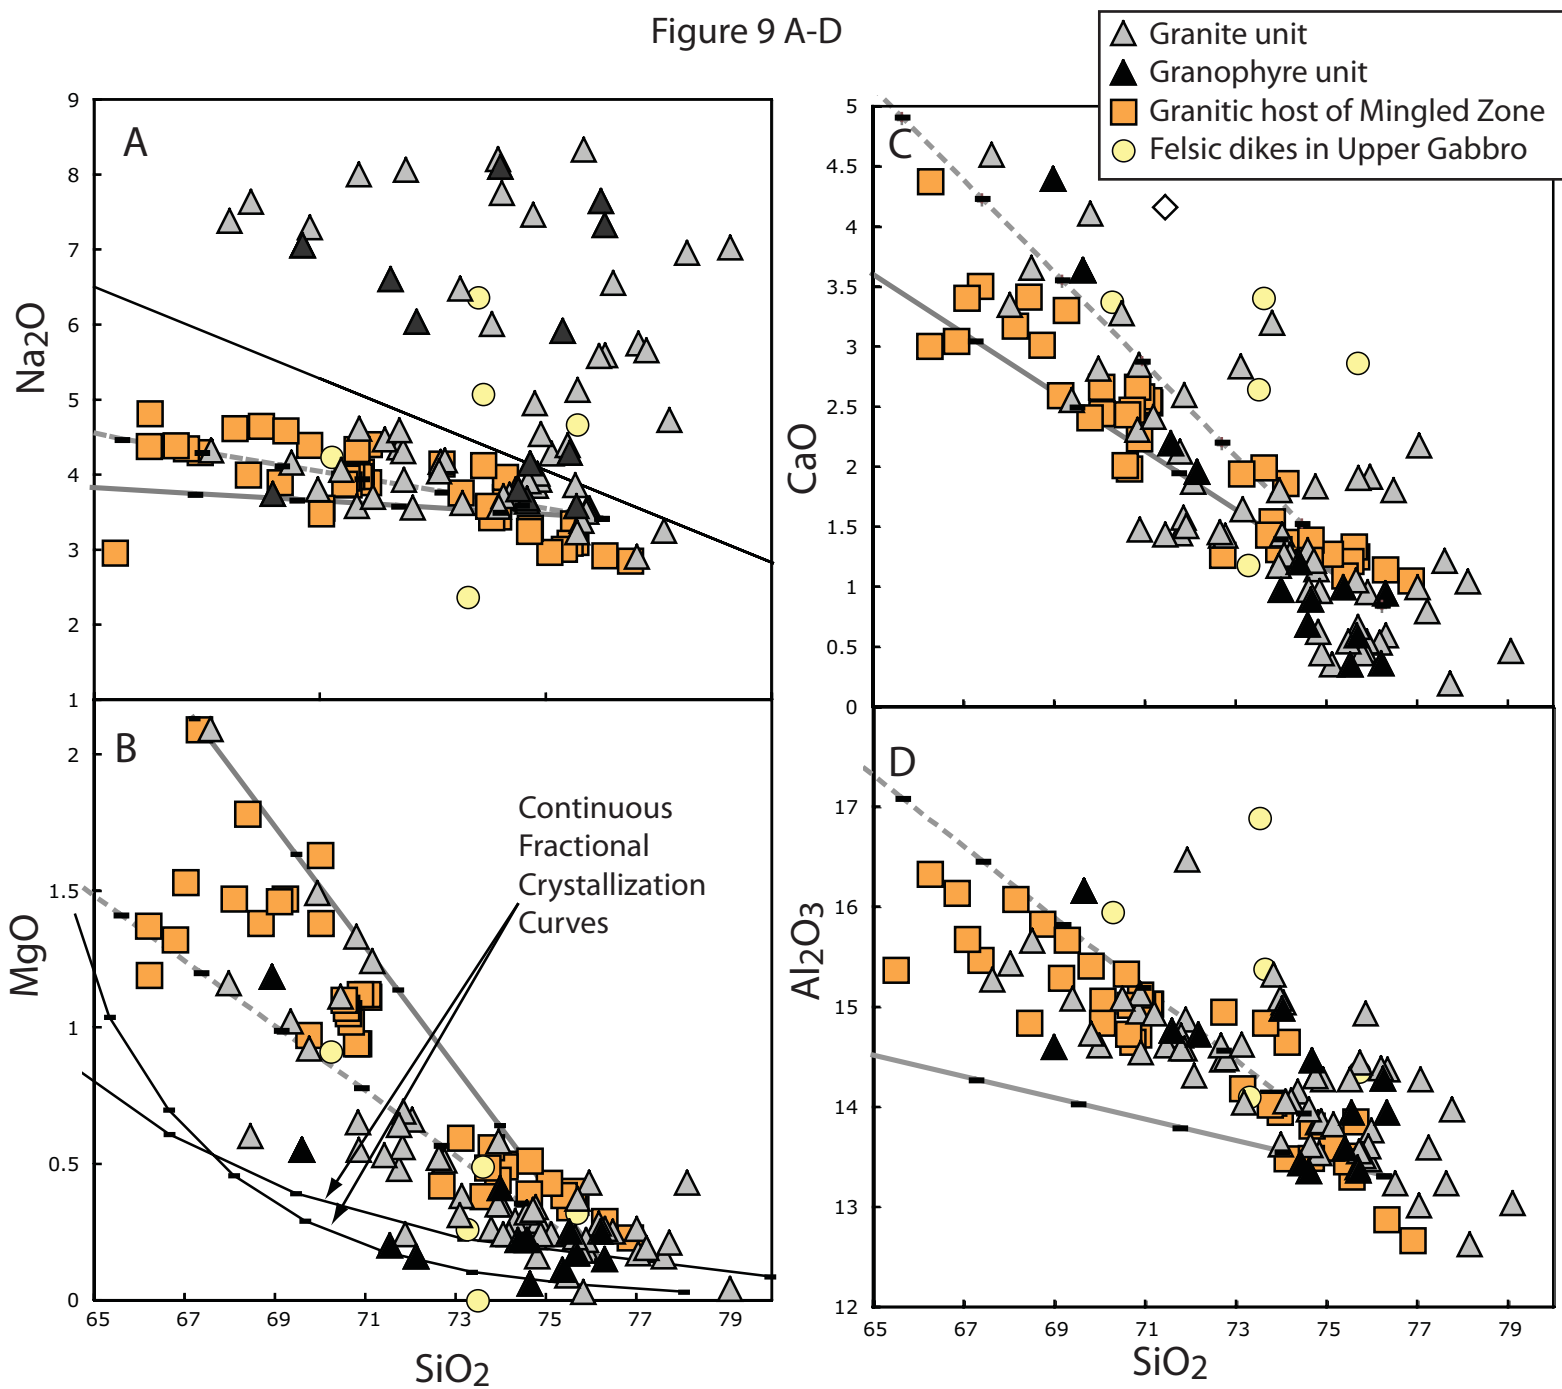 Figure 9 A-D
Granite unit
Granophyre unit
Granitic host of Mingled Zone
Felsic dikes in Upper Gabbro
A
Na2O
9
8
7
6
5
4
3
2
1
C
CaO
5
4.5
4
3.5
3
2.5
2
1.5
1
0.5
0
B
MgO
2
1.5
1
0.5
0
Continuous
Fractional
Crystallization
Curves
65 67 69 71 73 75 77 79
SiO2
D
Al2O3
17
16
15
14
13
12
65 67 69 71 73 75 77 79
SiO2